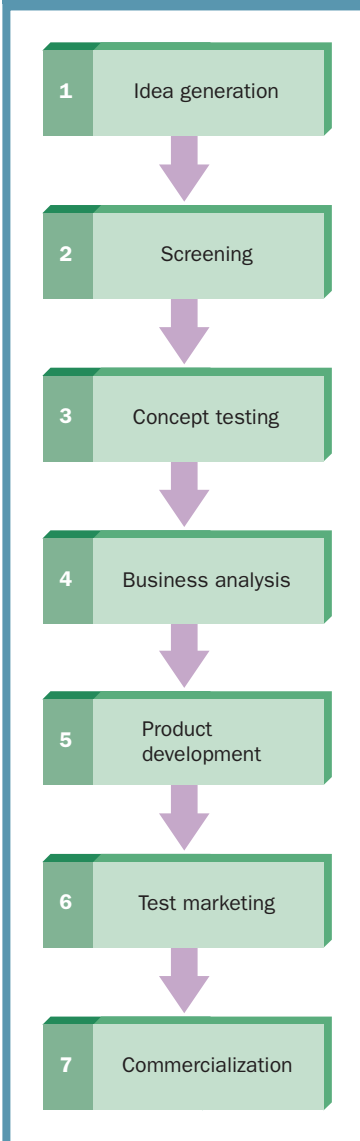 1 Idea generation
2 Screening
3 Concept testing
4 Business analysis
5 Product
development
6 Test marketing
7 Commercialization